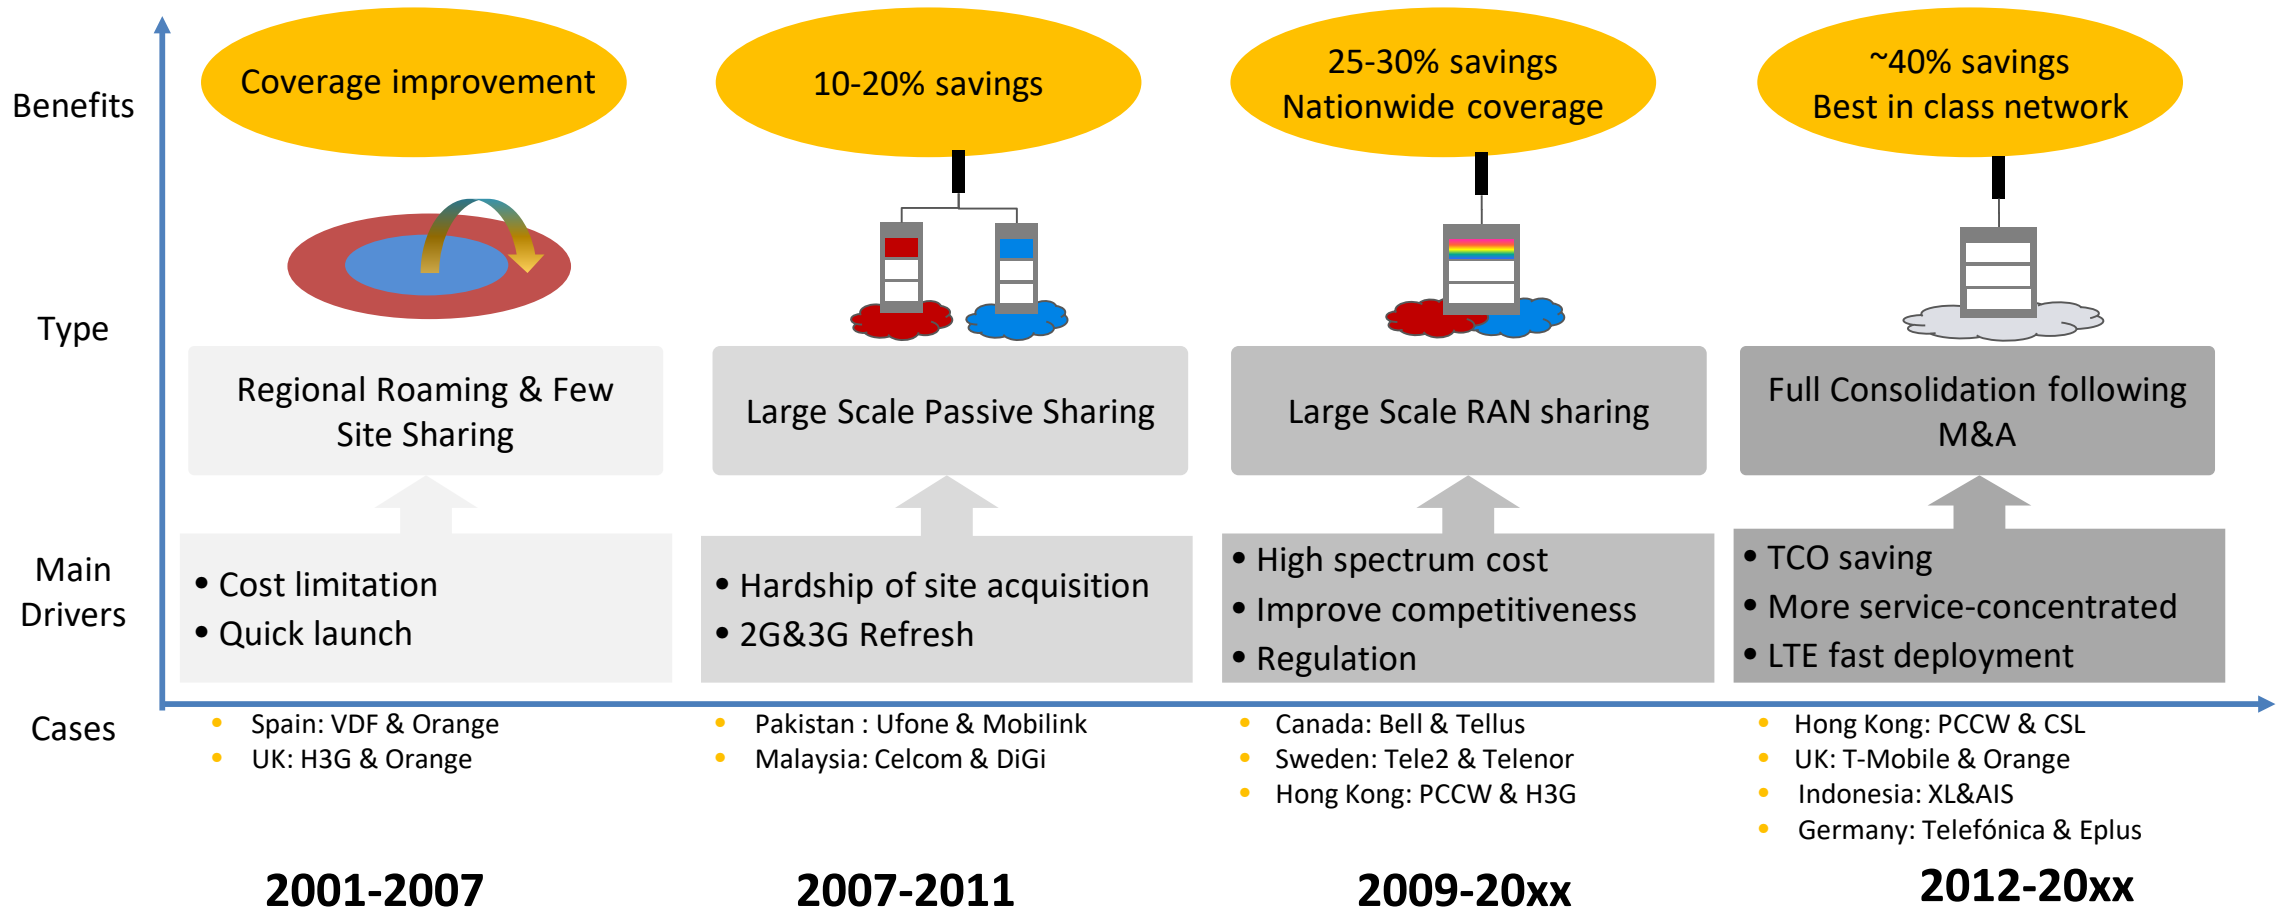 Benefits
Coverage improvement
10-20% savings
25-30% savings
Nationwide coverage
~40% savings
Best in class network
Type
Regional Roaming & Few
Site Sharing
Large Scale Passive Sharing
Large Scale RAN sharing
Full Consolidation following
M&A
Main
Drivers
• Cost limitation
• Quick launch
• Hardship of site acquisition
• 2G&3G Refresh
• High spectrum cost
• Improve competitiveness
• Regulation
• TCO saving
• More service-concentrated
• LTE fast deployment
Cases
• Spain: VDF & Orange
• UK: H3G & Orange
• Pakistan : Ufone & Mobilink
• Malaysia: Celcom & DiGi
• Canada: Bell & Tellus
• Sweden: Tele2 & Telenor
• Hong Kong: PCCW & H3G
• Hong Kong: PCCW & CSL
• UK: T-Mobile & Orange
• Indonesia: XL&AIS
• Germany: Telefónica & Eplus
2001-2007
2007-2011
2009-20xx
2012-20xx